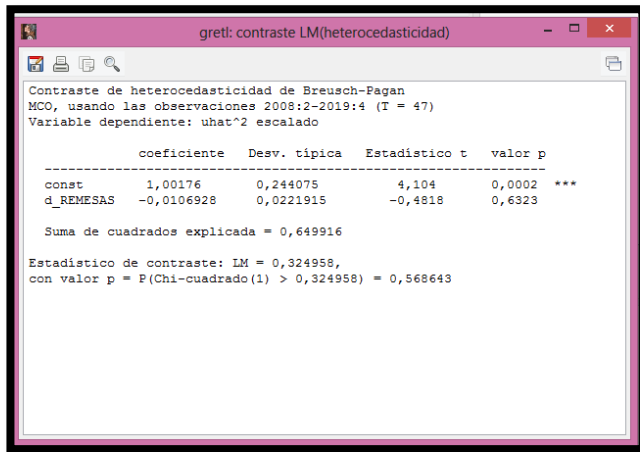 gretl: contraste LM(heterocedasticidad)
Contraste de heterocedasticidad de Breusch-Pagan
MCO, usando las observaciones 2008:2-2019:4 (T = 47)
Variable dependiente: uhat^2 escalado
coeficiente Desv. típica Estadístico t valor p
-----------------------------------------------------------------
const 1,00176 0,244075 4,104 0,0002 ***
d_REMESAS -0,0106928 0,0221915 -0,4818 0,6323
Suma de cuadrados explicada = 0,649916
Estadístico de contraste: LM = 0,324958,
con valor p = P(Chi-cuadrado(1) > 0,324958) = 0,568643